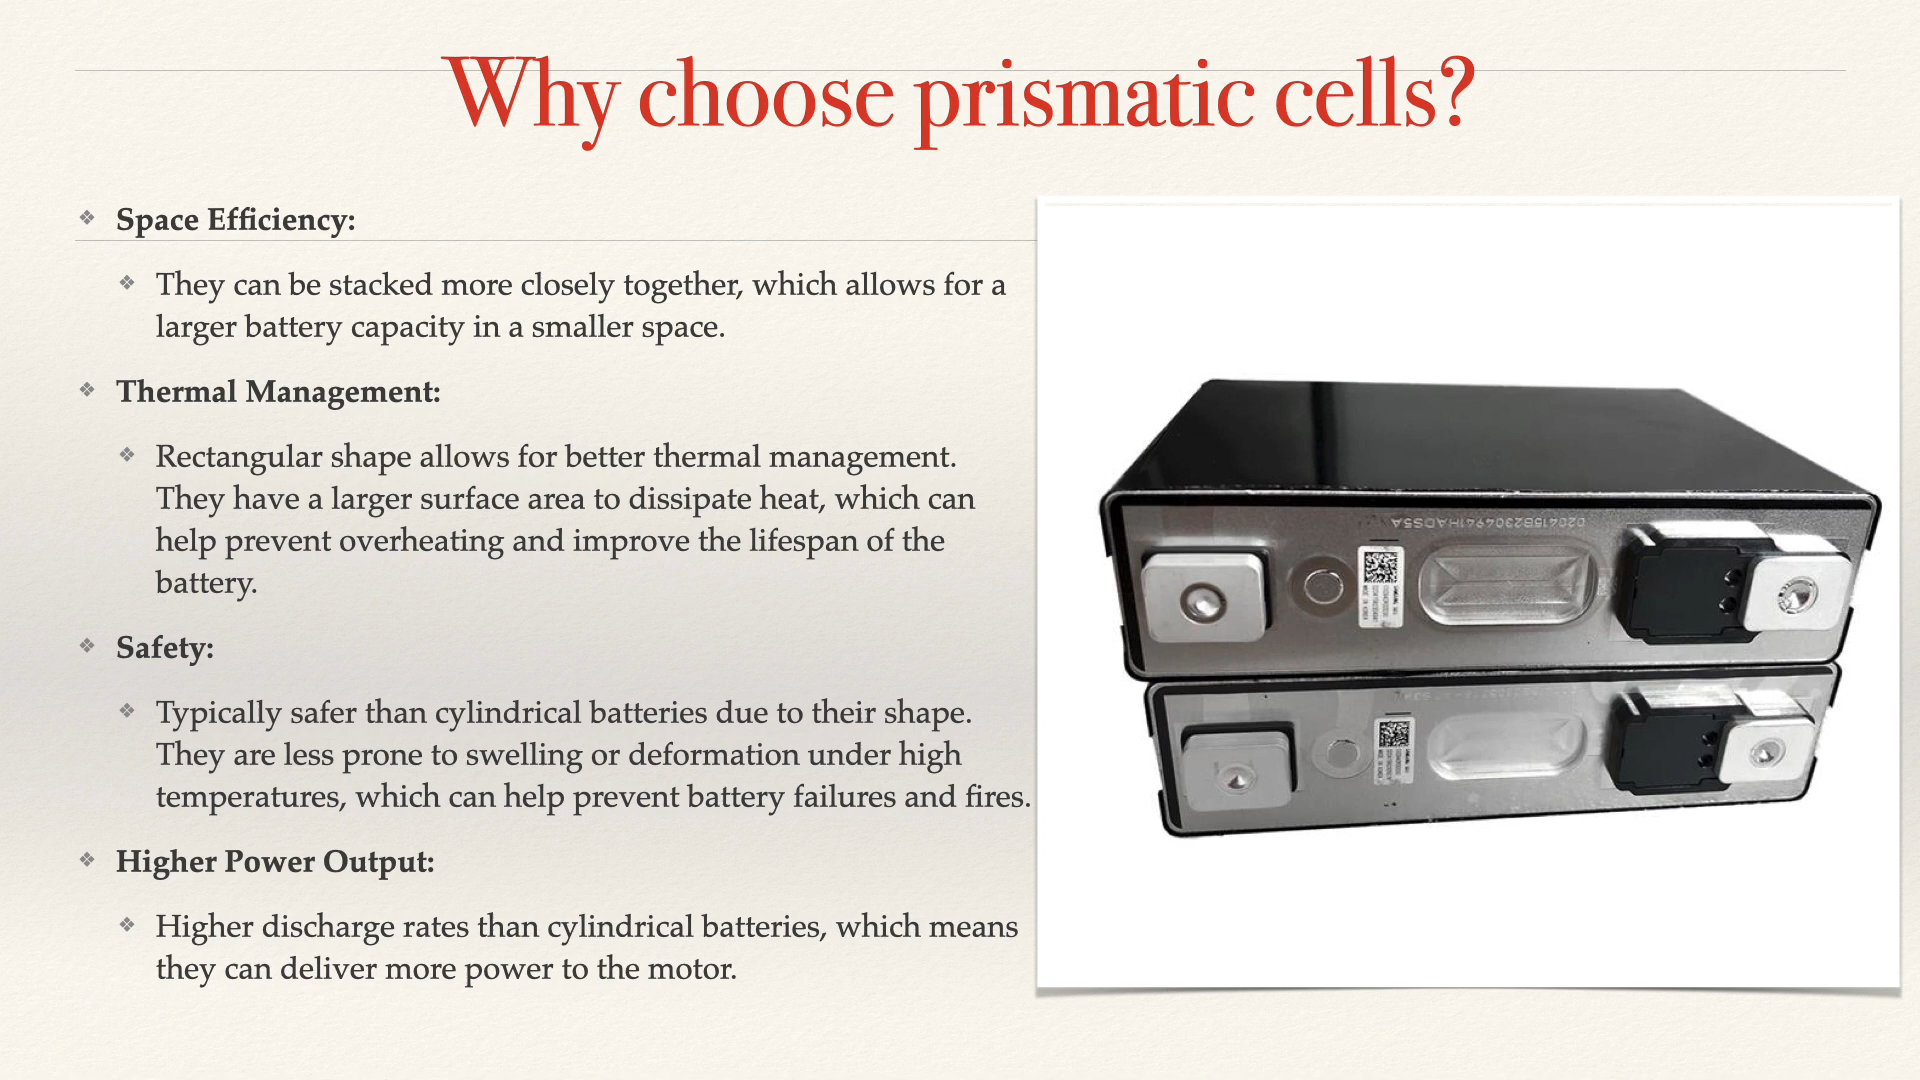 Why choose prismatic cells?
Space Efficiency:
They can be stacked more closely together, which allows for a
larger battery capacity in a smaller space.
Thermal Management:
Rectangular shape allows for better thermal management.
They have a larger surface area to dissipate heat, which can
help prevent overheating and improve the lifespan of the
battery.
Safety:
Typically safer than cylindrical batteries due to their shape.
They are less prone to swelling or deformation under high
temperatures, which can help prevent battery failures and fires.
Higher Power Output:
Higher discharge rates than cylindrical batteries, which means
they can deliver more power to the motor.